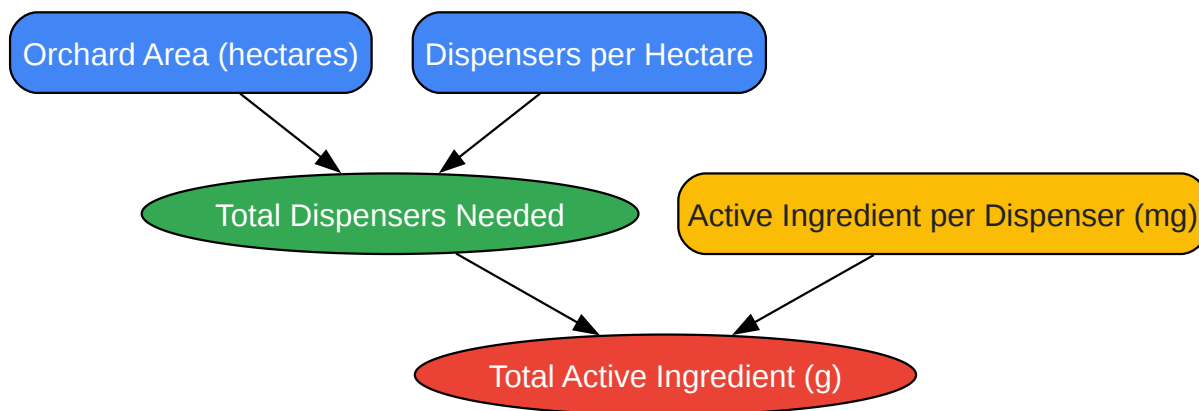 Orchard Area (hectares)
Dispensers per Hectare
Total Dispensers Needed
Active Ingredient per Dispenser (mg)
Total Active Ingredient (g)